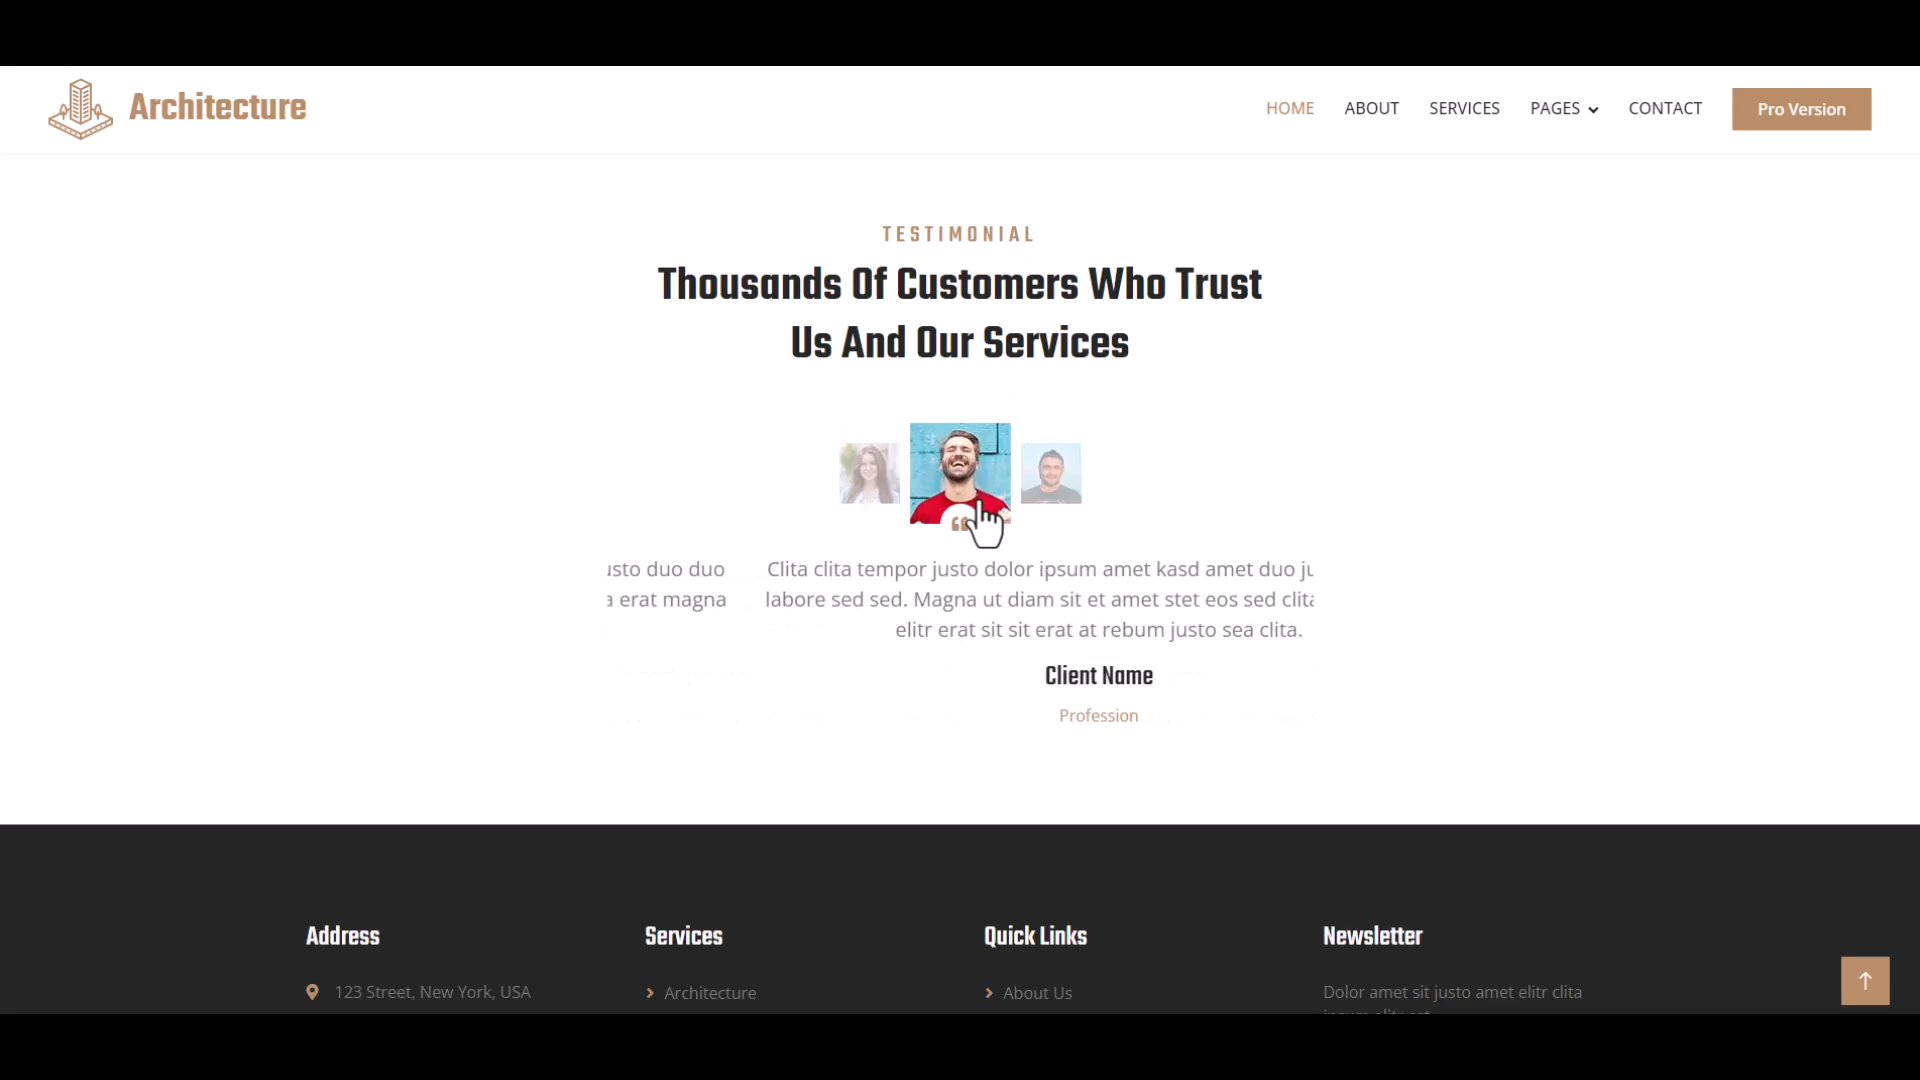 Architecture
HOME ABOUT SERVICES PAGES CONTACT Pro Version
TESTIMONIAL
Thousands Of Customers Who Trust
Us And Our Services
usto duo duo
a erat magna
Clita clita tempor justo dolor ipsum amet kasd amet duo ju
labore sed sed. Magna ut diam sit et amet stet eos sed clita
elitr erat sit sit erat at rebum justo sea clita.
Client Name
Profession
Address
123 Street, New York, USA
Services
Architecture
Quick Links
About Us
Newsletter
Dolor amet sit justo amet elitr clita